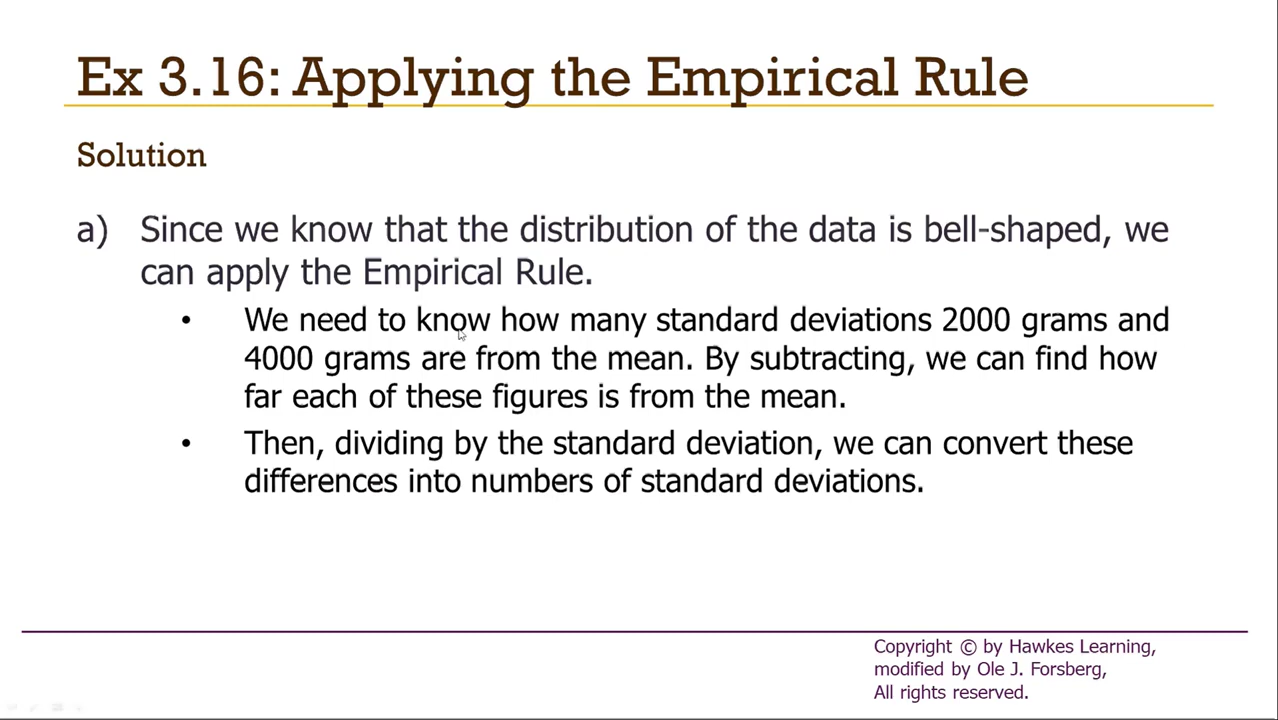 Ex 3.16: Applying the Empirical Rule
Solution
a) Since we know that the distribution of the data is bell-shaped, we
can apply the Empirical Rule.
• We need to know how many standard deviations 2000 grams and
4000 grams are from the mean. By subtracting, we can find how
far each of these figures is from the mean.
• Then, dividing by the standard deviation, we can convert these
differences into numbers of standard deviations.
Copyright © by Hawkes Learning,
modified by Ole J. Forsberg,
All rights reserved.